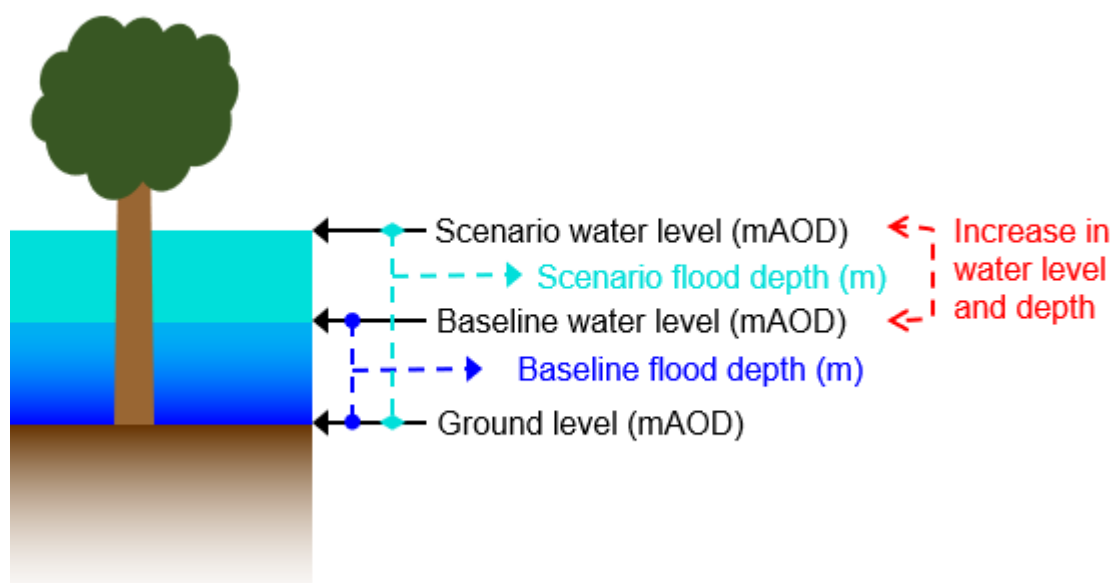 Scenario water level (mAOD)
Scenario flood depth (m)
Baseline water level (mAOD)
Baseline flood depth (m)
Ground level (mAOD)
Increase in
water level
and depth